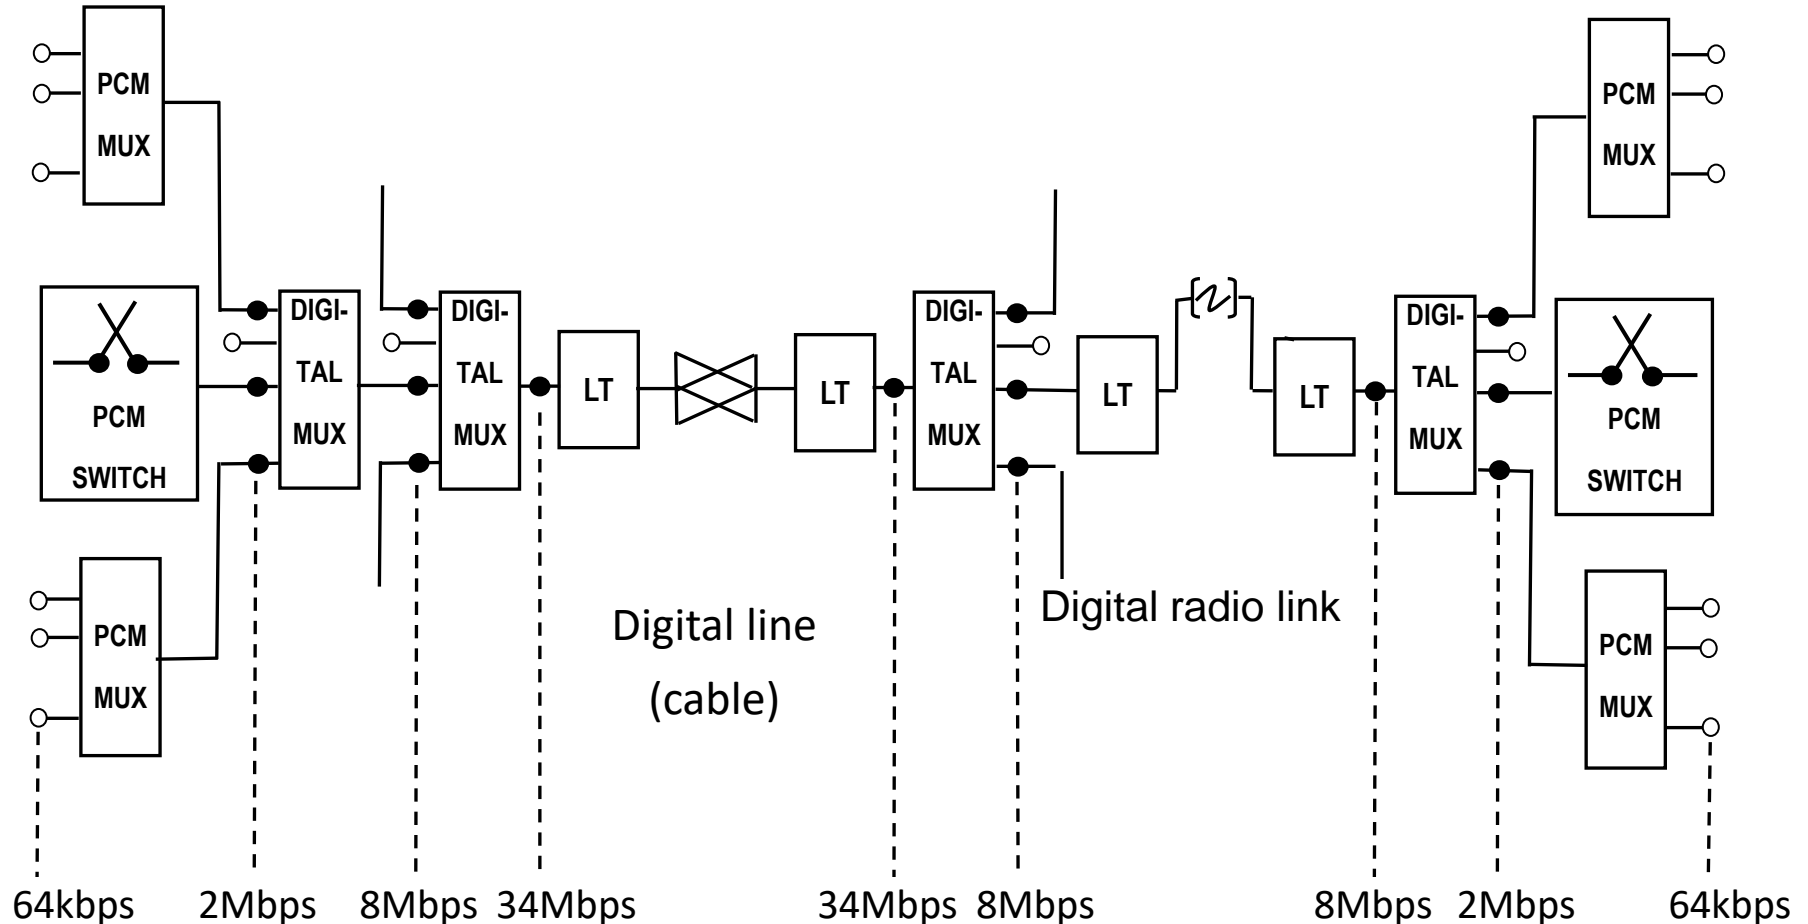 PCM
MUX
PCM
MUX
DIGI-
TAL
MUX
DIGI-
TAL
MUX
DIGI-
TAL
MUX
DIGI-
TAL
MUX
LT
LT
LT
LT
PCM
SWITCH
PCM
SWITCH
PCM
MUX
PCM
MUX
Digital line
(cable)
Digital radio link
64kbps 2Mbps 8Mbps 34Mbps 34Mbps 8Mbps 8Mbps 2Mbps 64kbps